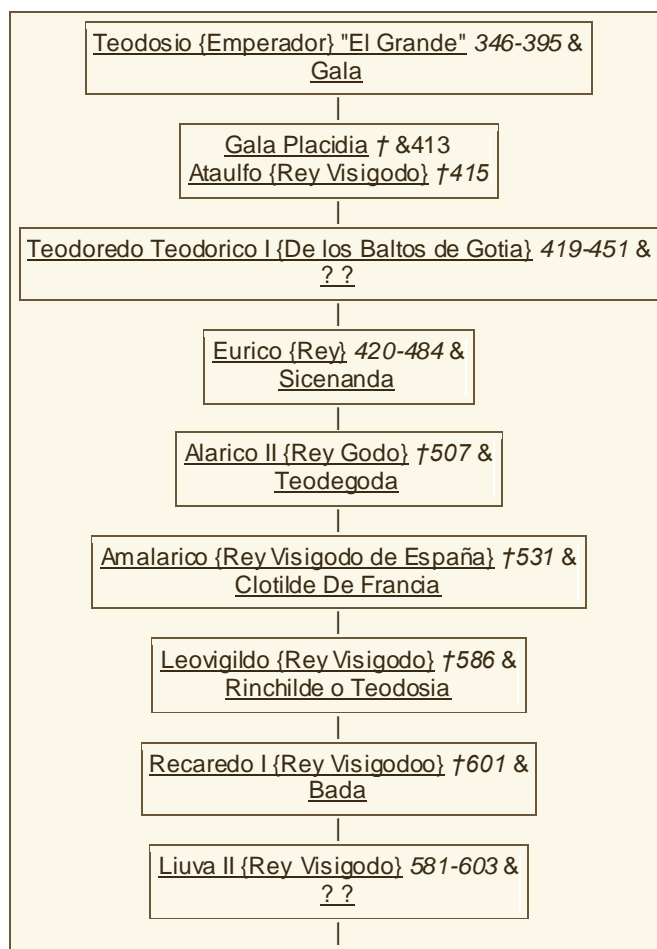 Teodosio {Emperador} "El Grande" 346-395 &
Gala
Gala Placidia † &413
Ataulfo {Rey Visigodo} †415
Teodoredo Teodorico I {De los Baltos de Gotia} 419-451 &
? ?
Eurico {Rey} 420-484 &
Sicenanda
Alarico II {Rey Godo} †507 &
Teodegoda
Amalarico {Rey Visigodo de España} †531 &
Clotilde De Francia
Leovigildo {Rey Visigodo} †586 &
Rinchilde o Teodosia
Recaredo I {Rey Visigodoo} †601 &
Bada
Liuva II {Rey Visigodo} 581-603 &
? ?